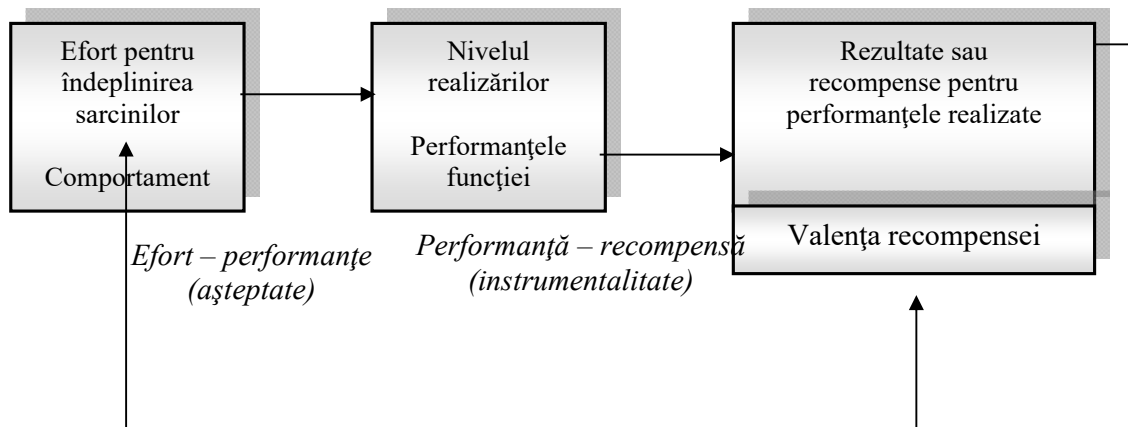 Efort pentru
îndeplinirea
sarcinilor
Comportament
Nivelul
realizărilor
Performanţele
funcţiei
Rezultate sau
recompense pentru
performanţele realizate
Valenţa recompensei
Efort – performanţe
(aşteptate)
Performanţă – recompensă
(instrumentalitate)